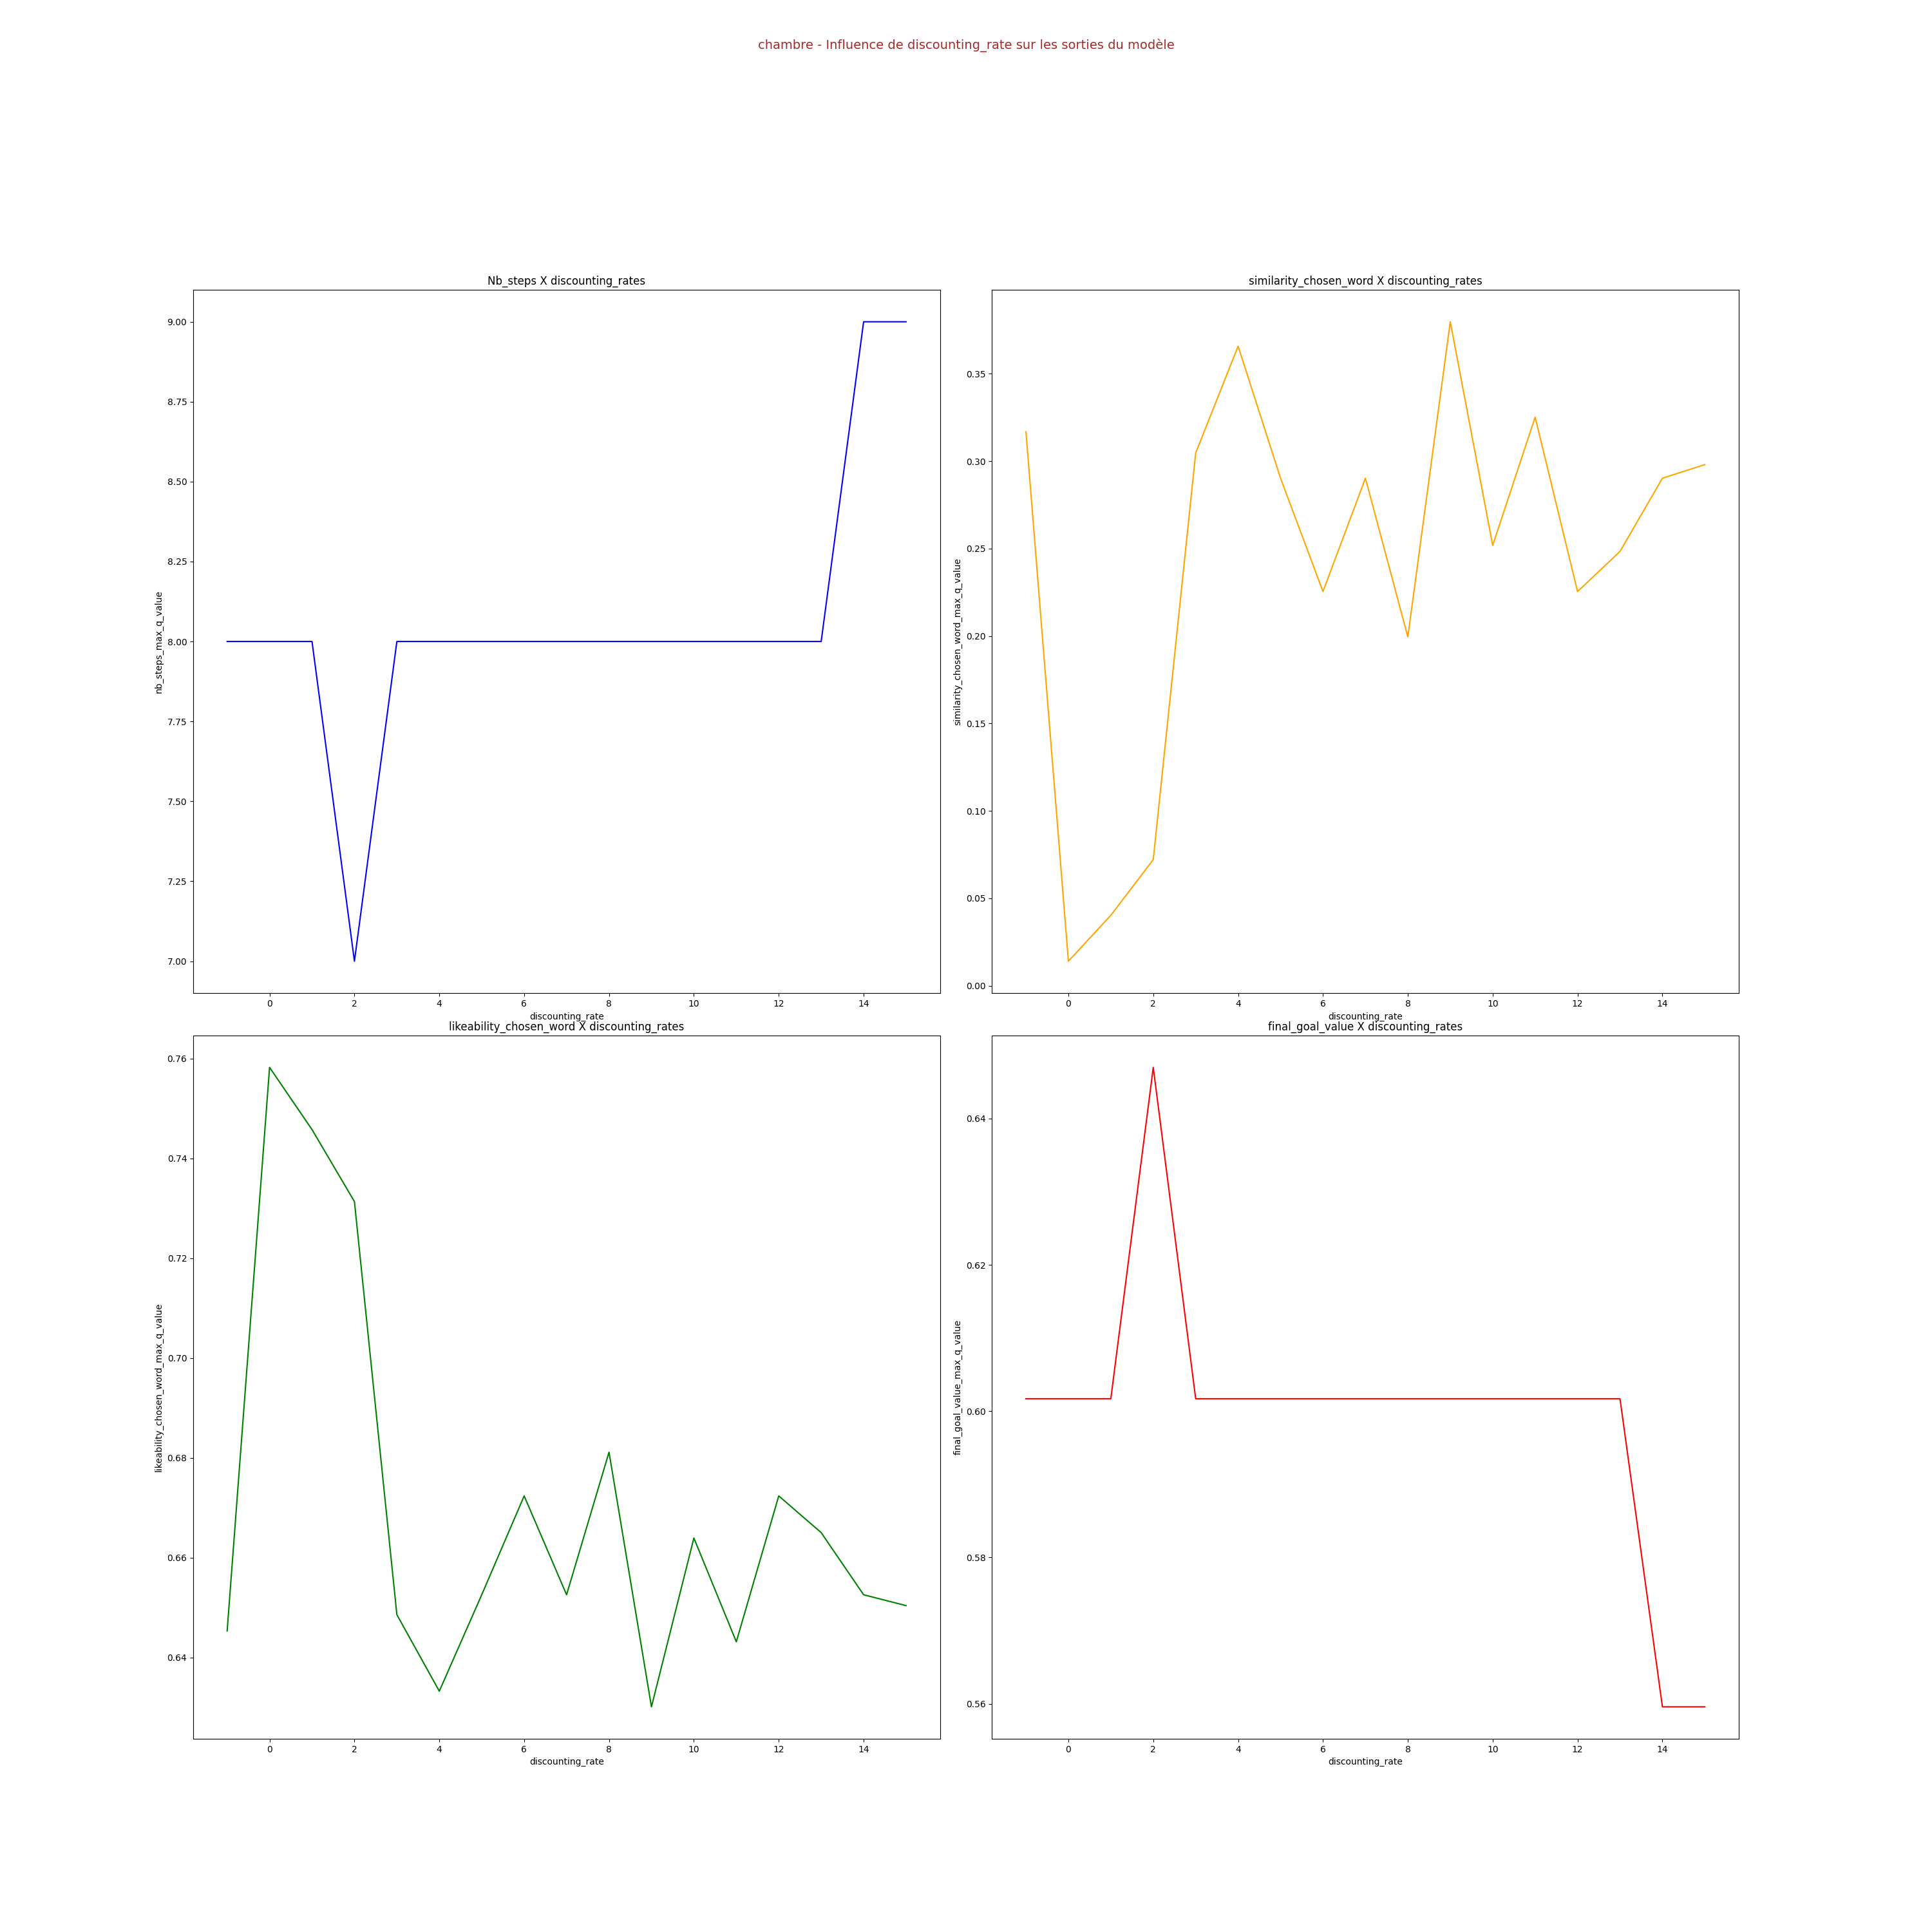 chambre - Influence de discounting_rate sur les sorties du modèle
Nb_steps X discounting_rates
9.00
8.75
8.50
8.25
8.00
7.75
7.50
7.25
7.00
nb_steps_max_q_value
0 2 4 6 8 10 12 14
discounting_rate
similarity_chosen_word X discounting_rates
0.35
0.30
0.25
0.20
0.15
0.10
0.05
0.00
similarity_chosen_word_max_q_value
0 2 4 6 8 10 12 14
discounting_rate
likeability_chosen_word X discounting_rates
0.76
0.74
0.72
0.70
0.68
0.66
0.64
likeability_chosen_word_max_q_value
0 2 4 6 8 10 12 14
discounting_rate
final_goal_value X discounting_rates
0.64
0.62
0.60
0.58
0.56
final_goal_value_max_q_value
0 2 4 6 8 10 12 14
discounting_rate